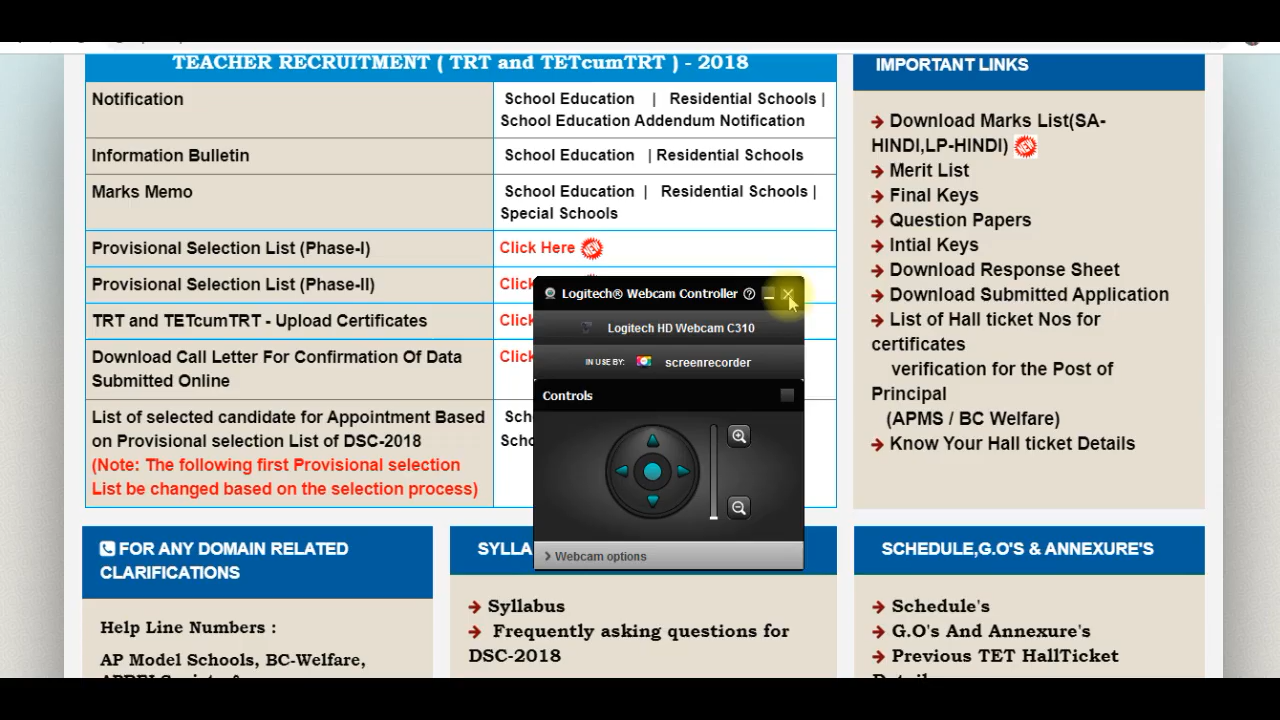 TEACHER RECRUITMENT ( TRT and TETcumTRT ) - 2018
Notification
School Education | Residential Schools |
School Education Addendum Notification
Information Bulletin
School Education | Residential Schools
Marks Memo
School Education | Residential Schools |
Special Schools
Provisional Selection List (Phase-I)
Click Here
Provisional Selection List (Phase-II)
TRT and TETcumTRT - Upload Certificates
Download Call Letter For Confirmation Of Data
Submitted Online
List of selected candidate for Appointment Based
on Provisional selection List of DSC-2018
(Note: The following first Provisional selection
List be changed based on the selection process)
Logitech® Webcam Controller
Logitech HD Webcam C310
IN USE BY: screenrecorder
Controls
Webcam options
IMPORTANT LINKS
Download Marks List(SA-
HINDI,LP-HINDI)
Merit List
Final Keys
Question Papers
Intial Keys
Download Response Sheet
Download Submitted Application
List of Hall ticket Nos for
certificates
verification for the Post of
Principal
(APMS / BC Welfare)
Know Your Hall ticket Details
FOR ANY DOMAIN RELATED
CLARIFICATIONS
Help Line Numbers :
AP Model Schools, BC-Welfare,
Syllabus
Frequently asking questions for
DSC-2018
SCHEDULE,G.O'S & ANNEXURE'S
Schedule's
G.O's And Annexure's
Previous TET HallTicket